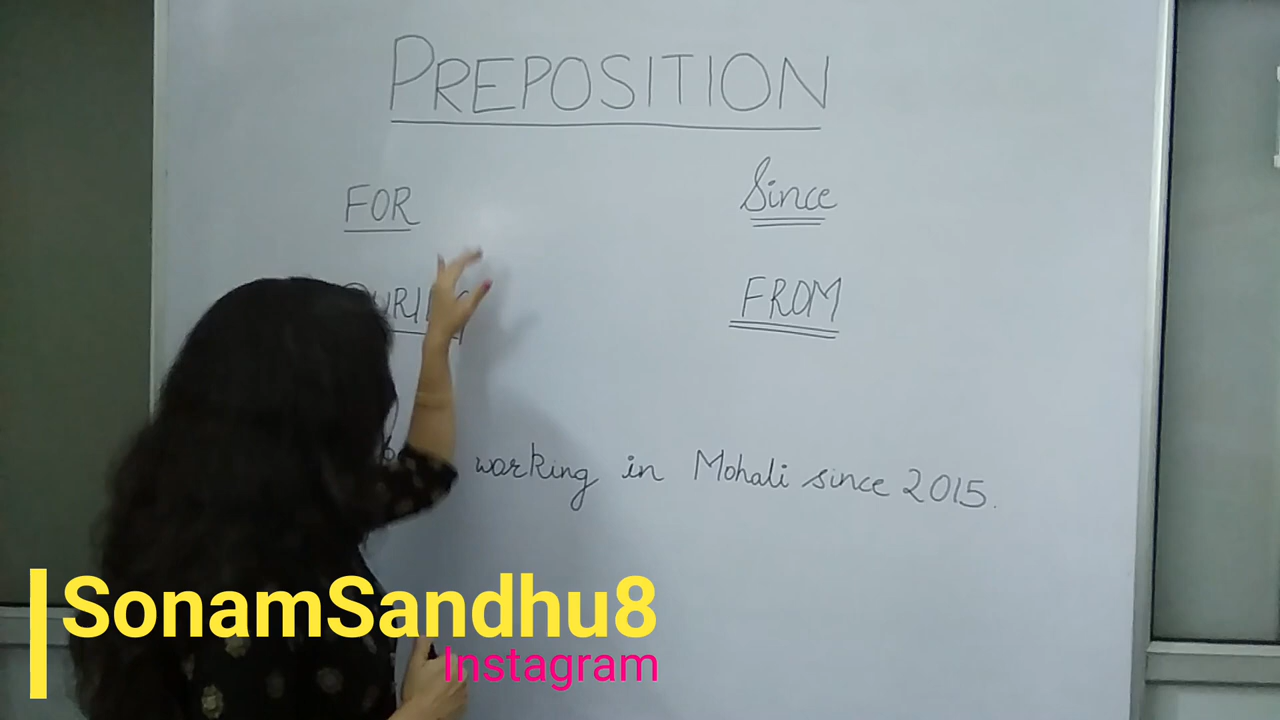 PREPOSITION
FOR Since
FROM
working in Mohali since 2015.
SonamSandhu8
Instagram